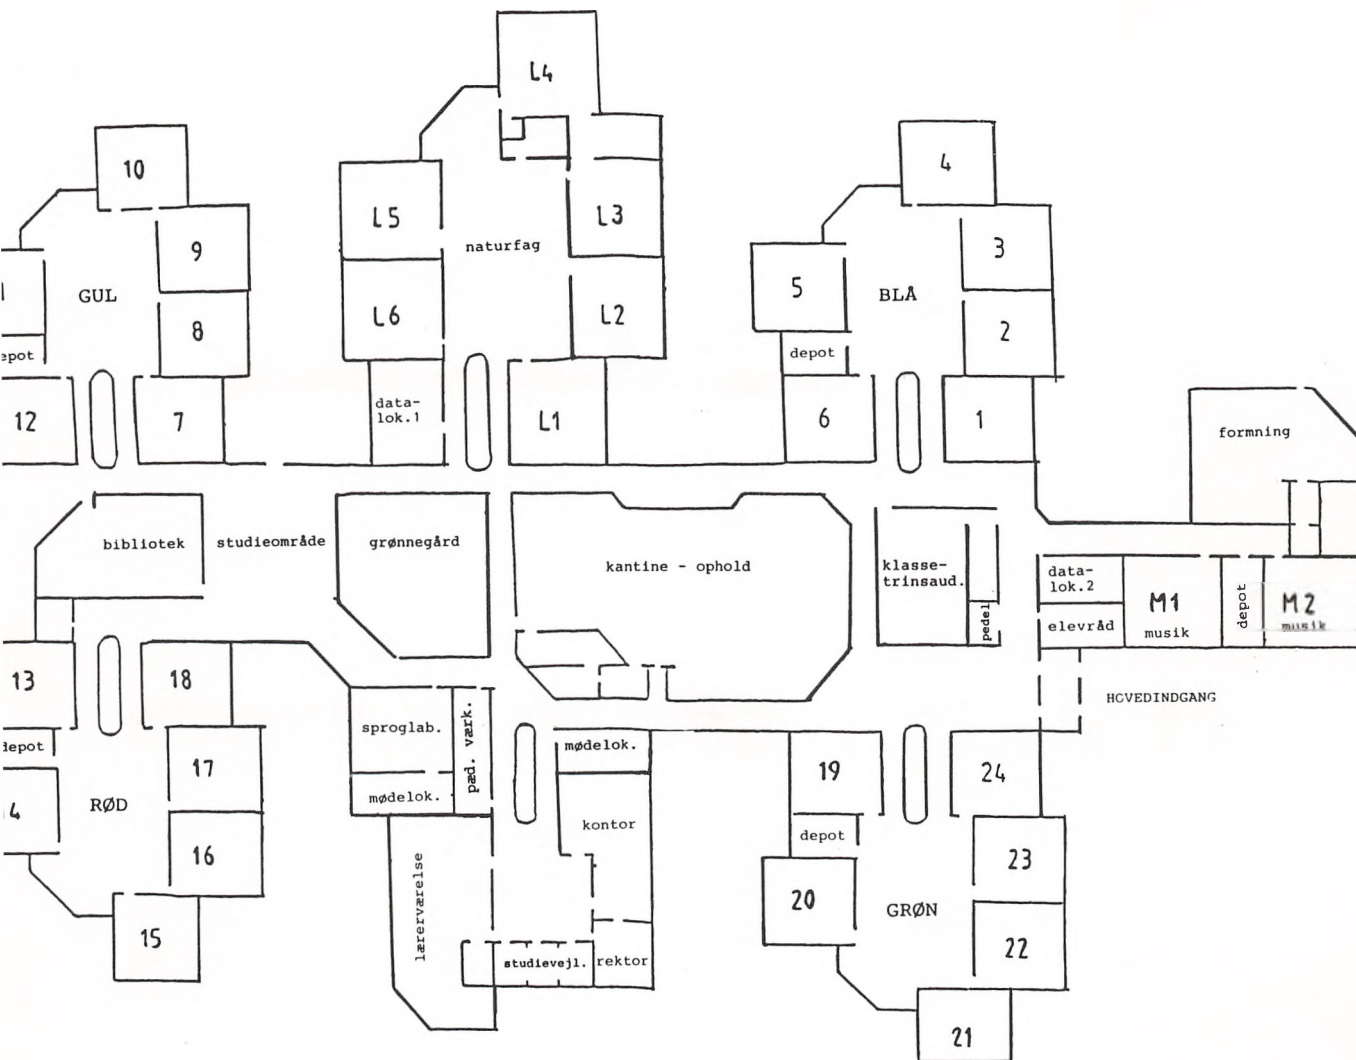 L4
10
4
9
L5
L3
3
naturfag
GUL
5
BLÅ
8
L6
L2
2
depot
12
7
data-
lok.1
L1
6
1
formning
bibliotek
studieområde
grønnegård
kantine - ophold
klasse-
trinsaud.
pedel
data-
lok.2
elevråd
M1
musik
depot
M2
musik
13
18
HOVEDINDGANG
sproglab.
pæd. værk.
mødelok.
17
19
24
mødelok.
RØD
kontor
depot
16
23
lærerværelse
20
GRØN
15
22
studievejl.
rektor
21